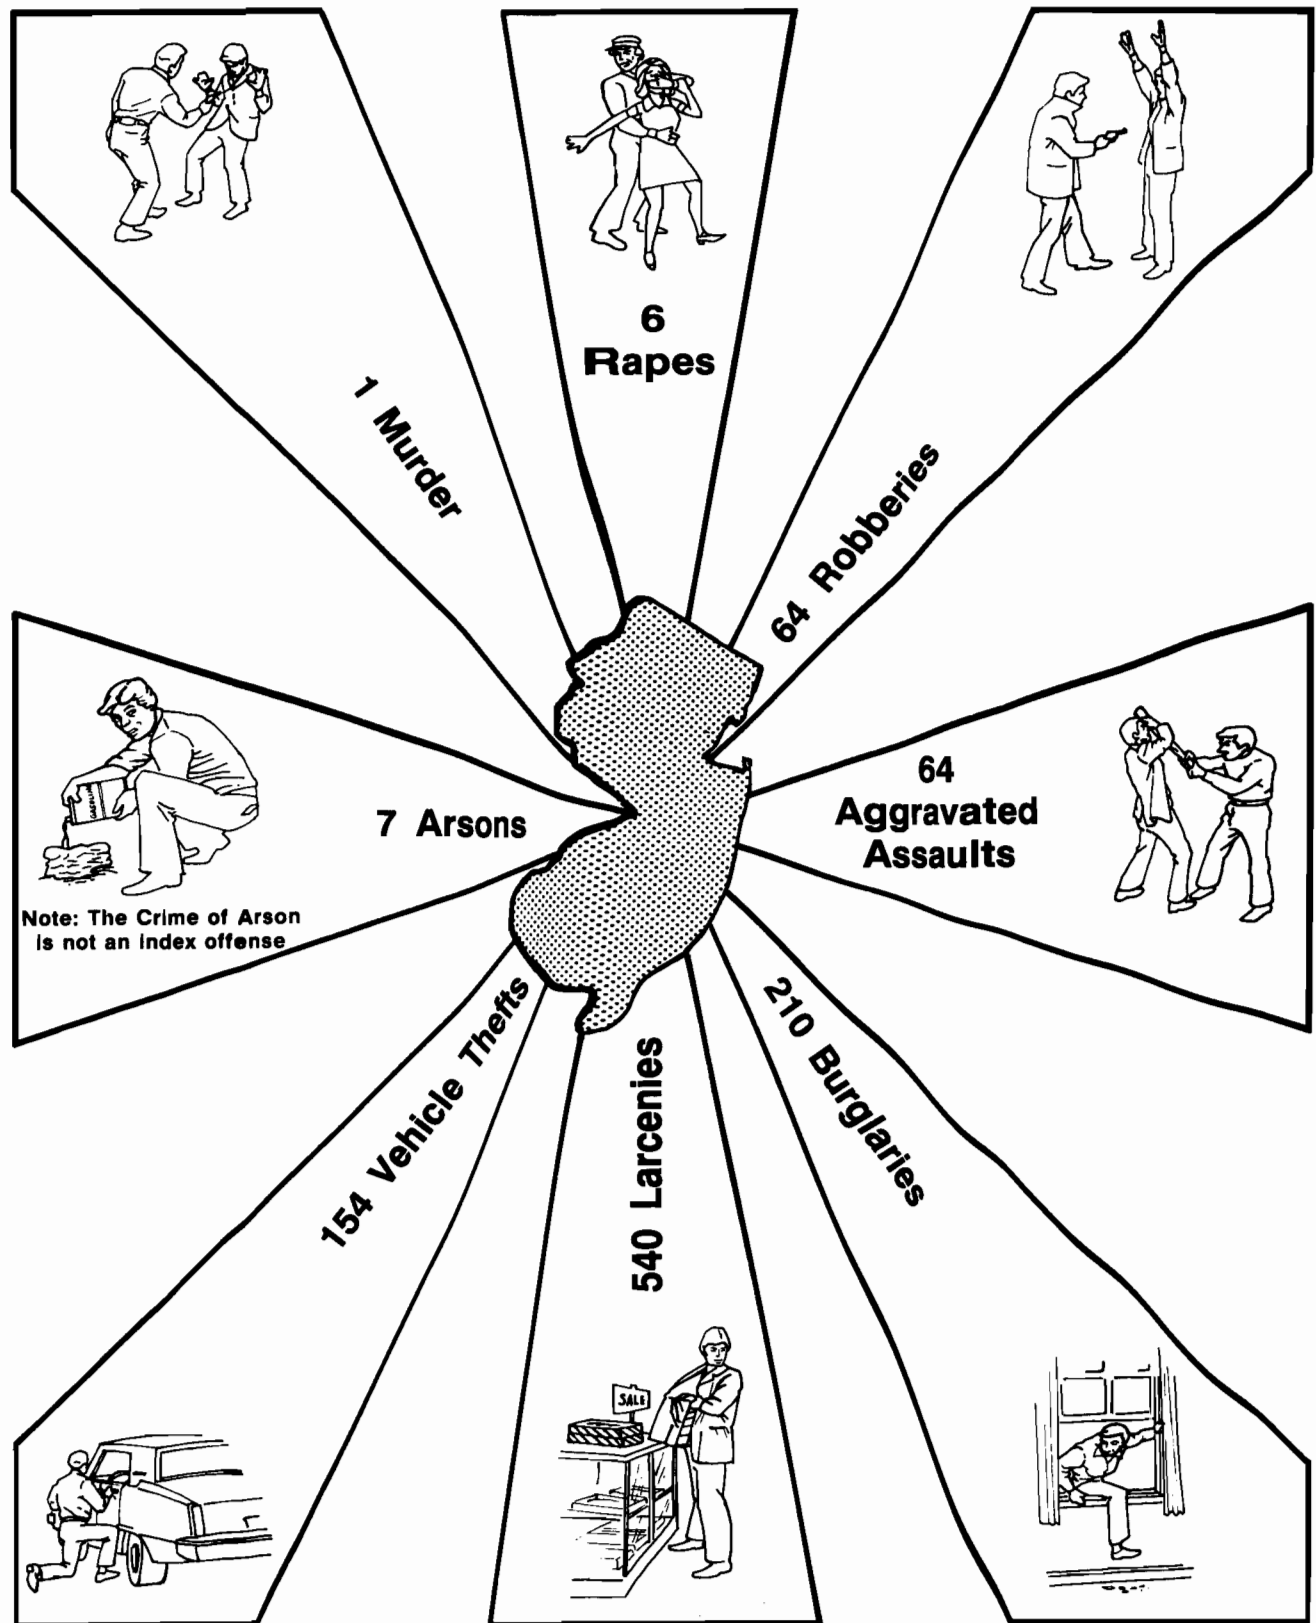 1 Murder
6
Rapes
64 Robberies
7 Arsons
Note: The Crime of Arson
is not an index offense
GASOLINE
64
Aggravated
Assaults
154 Vehicle Thefts
540 Larcenies
210 Burglaries
SALE